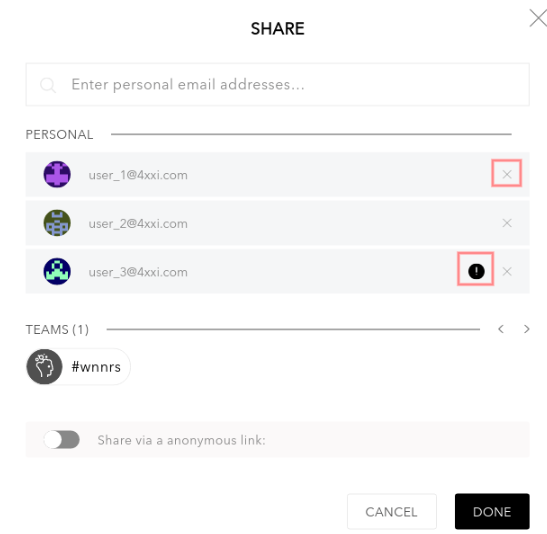 SHARE
Enter personal email addresses...
PERSONAL
user_1@4xxi.com
user_2@4xxi.com
user_3@4xxi.com
!
TEAMS (1)
#wnnrs
Share via a anonymous link:
CANCEL
DONE